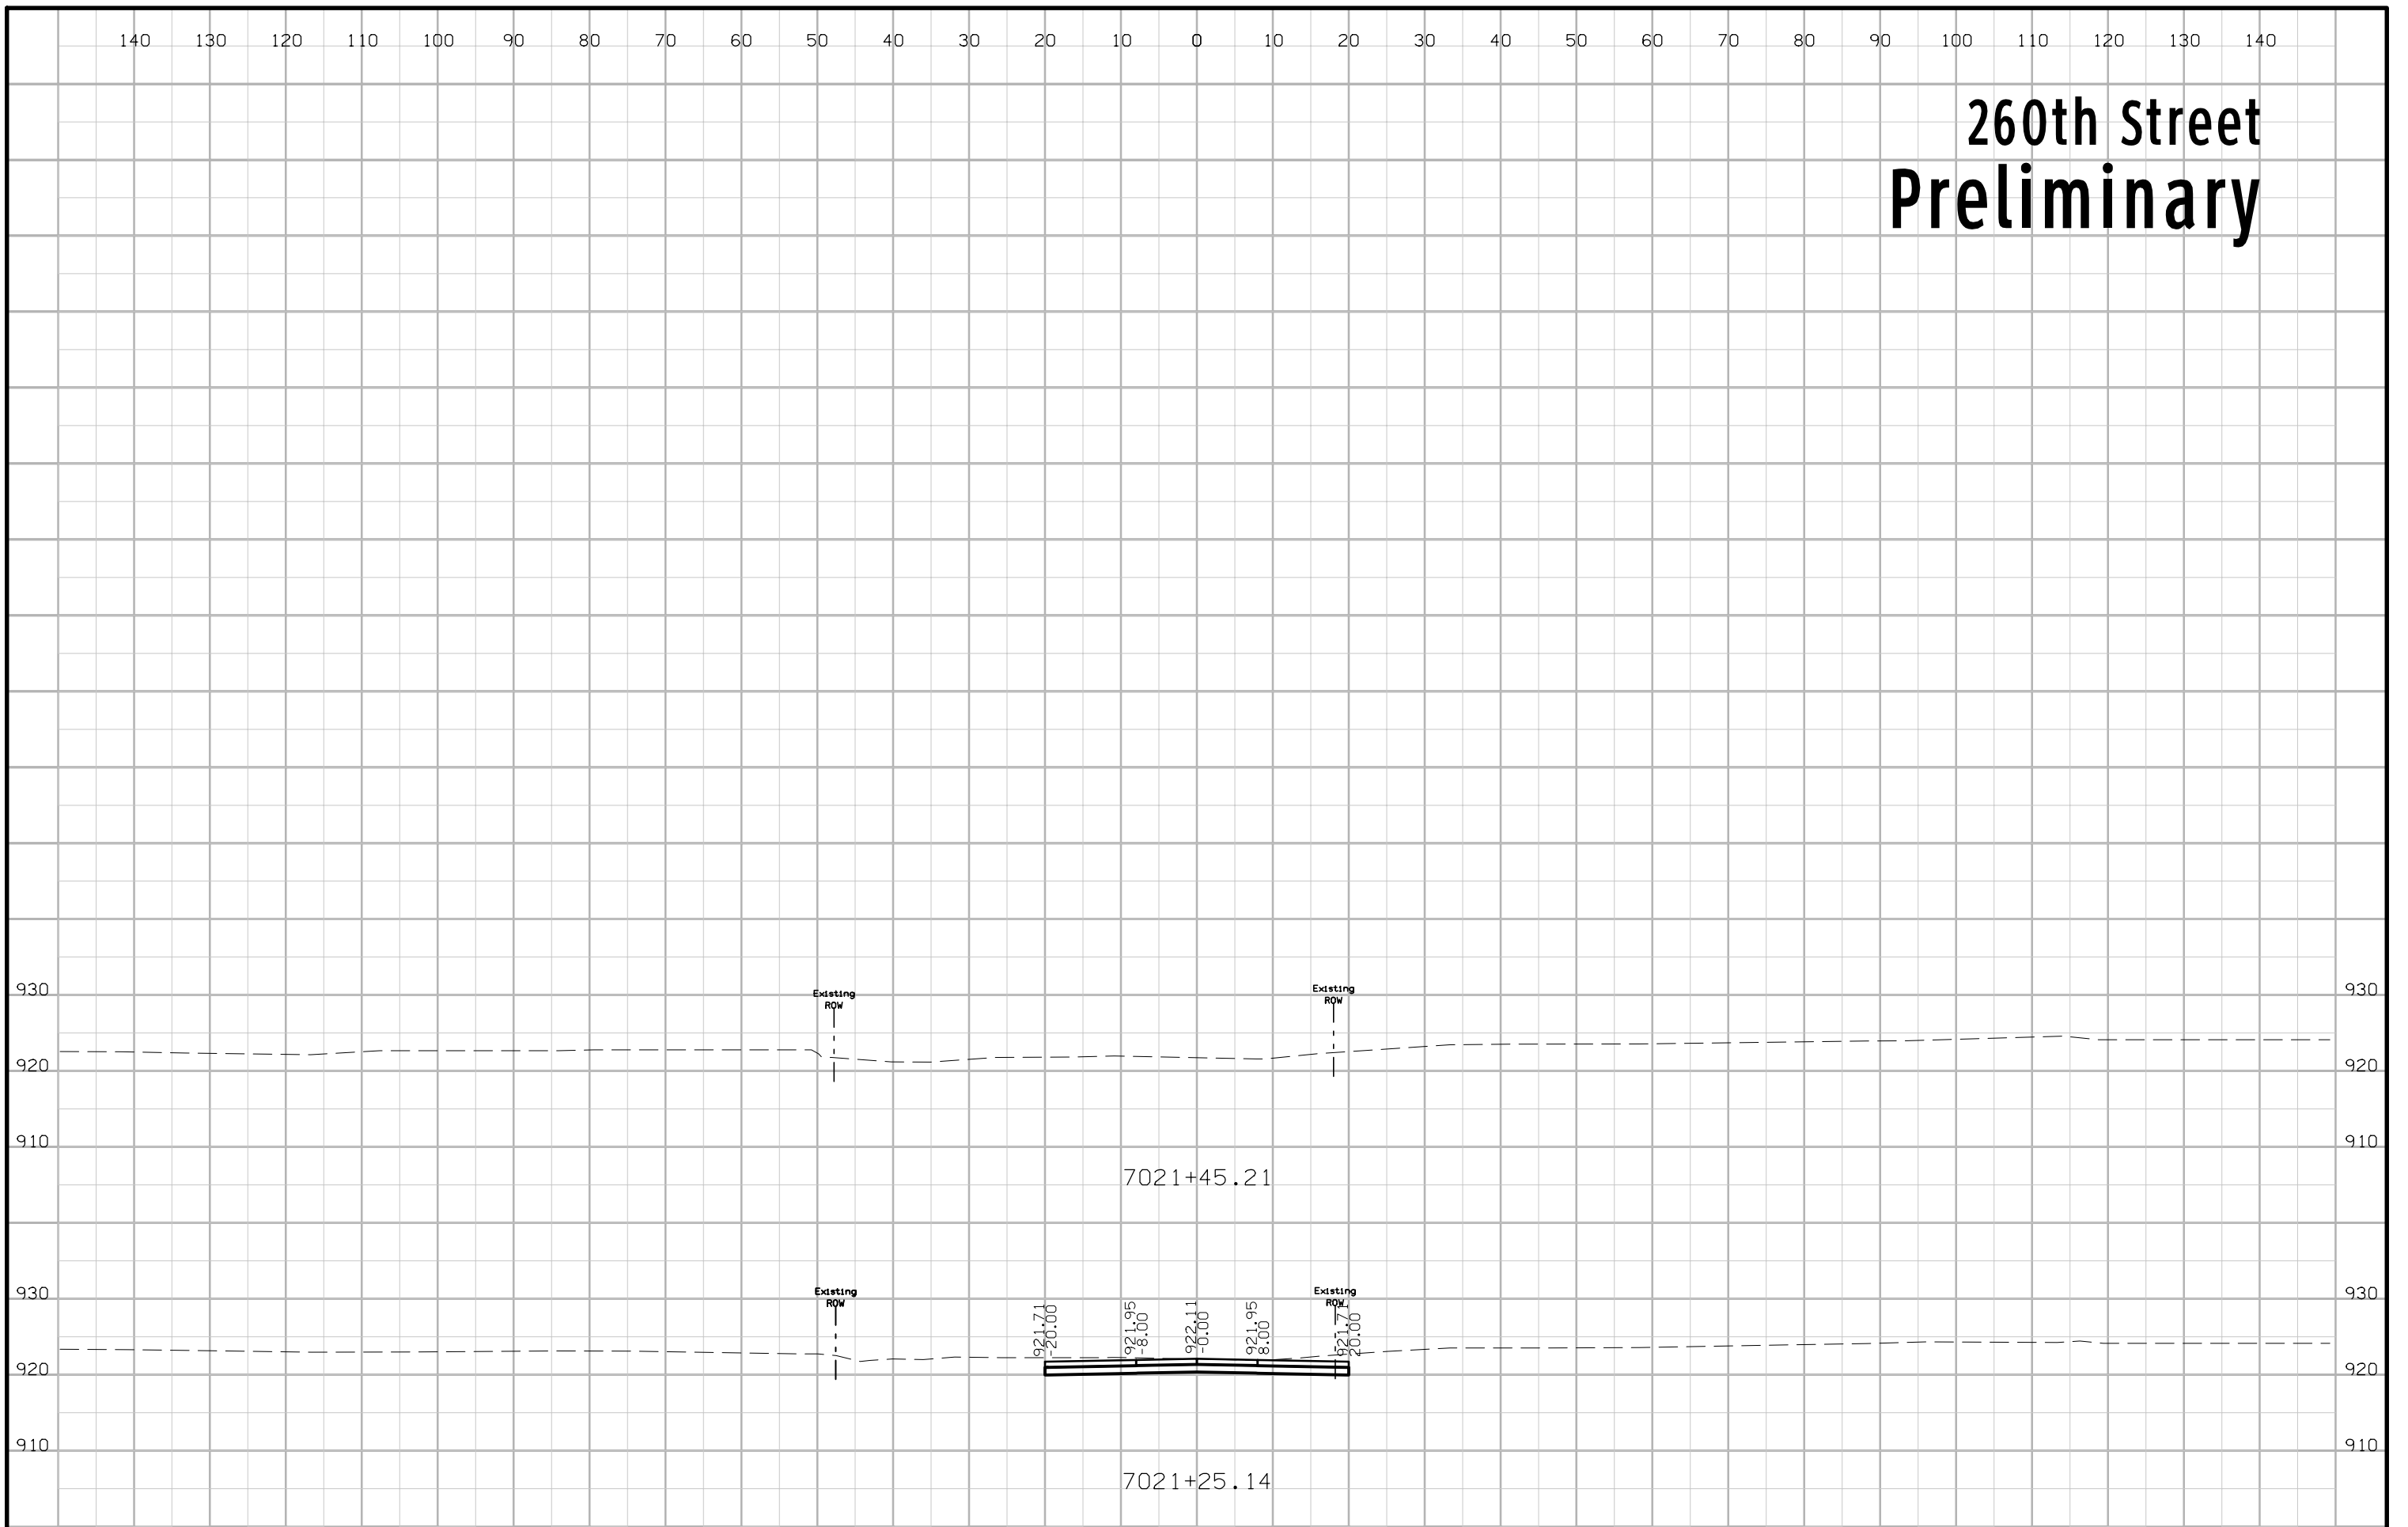 140 130 120 110 100 90 80 70 60 50 40 30 20 10 0 10 20 30 40 50 60 70 80 90 100 110 120 130 140
260th Street
Preliminary
930 930
Existing
ROW
Existing
ROW
920 920
910 910
7021+45.21
930 930
Existing
ROW
Existing
ROW
921.71
-20.00
921.95
-8.00
922.11
-0.00
921.95
8.00
921.71
20.00
920 920
910 910
7021+25.14